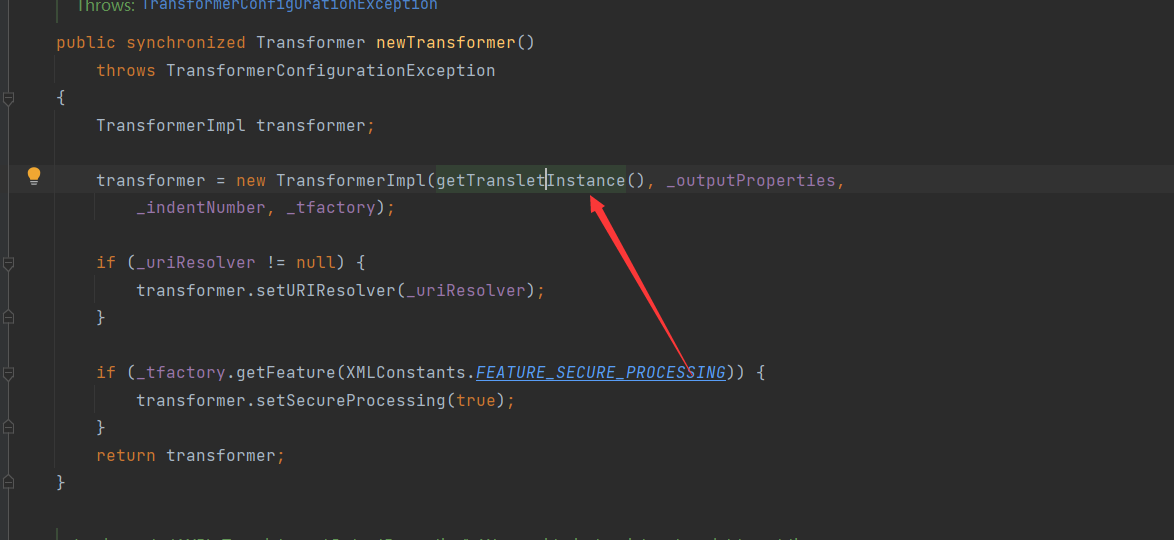 Throws: TransformerConfigurationException
public synchronized Transformer newTransformer()
throws TransformerConfigurationException
{
TransformerImpl transformer;
transformer = new TransformerImpl(getTransletInstance(), _outputProperties,
_indentNumber, _tfactory);
if (_uriResolver != null) {
transformer.setURIResolver(_uriResolver);
}
if (_tfactory.getFeature(XMLConstants.FEATURE_SECURE_PROCESSING)) {
transformer.setSecureProcessing(true);
}
return transformer;
}